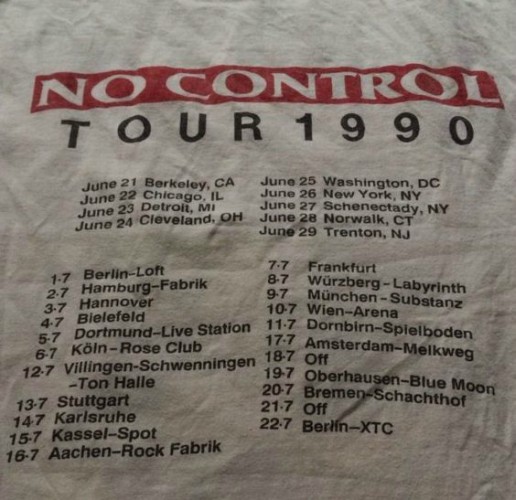 NO CONTROL
TOUR 1990
June 21 Berkeley, CA
June 22 Chicago, IL
June 23 Detroit, MI
June 24 Cleveland, OH
June 25 Washington, DC
June 26 New York, NY
June 27 Schenectady, NY
June 28 Norwalk, CT
June 29 Trenton, NJ
1·7 Berlin-Loft
2·7 Hamburg-Fabrik
3·7 Hannover
4·7 Bielefeld
5·7 Dortmund-Live Station
6·7 Köln-Rose Club
12·7 Villingen-Schwenningen
-Ton Halle
13·7 Stuttgart
14·7 Karlsruhe
15·7 Kassel-Spot
16·7 Aachen-Rock Fabrik
7·7 Frankfurt
8·7 Würzberg-Labyrinth
9·7 München-Substanz
10·7 Wien-Arena
11·7 Dornbirn-Spielboden
17·7 Amsterdam-Melkweg
18·7 Off
19·7 Oberhausen-Blue Moon
20·7 Bremen-Schachthof
21·7 Off
22·7 Berlin-XTC